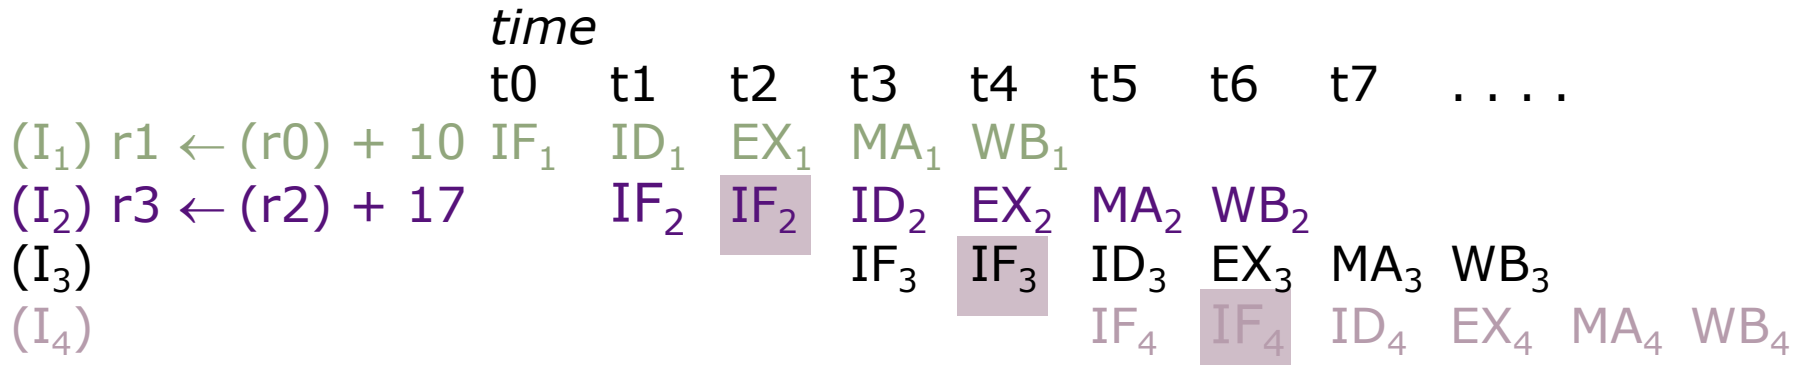 time
t0 t1 t2 t3 t4 t5 t6 t7 . . . .
(I₁) r1 ← (r0) + 10 IF₁ ID₁ EX₁ MA₁ WB₁
(I₂) r3 ← (r2) + 17 IF₂ IF₂ ID₂ EX₂ MA₂ WB₂
(I₃) IF₃ IF₃ ID₃ EX₃ MA₃ WB₃
(I₄) IF₄ IF₄ ID₄ EX₄ MA₄ WB₄